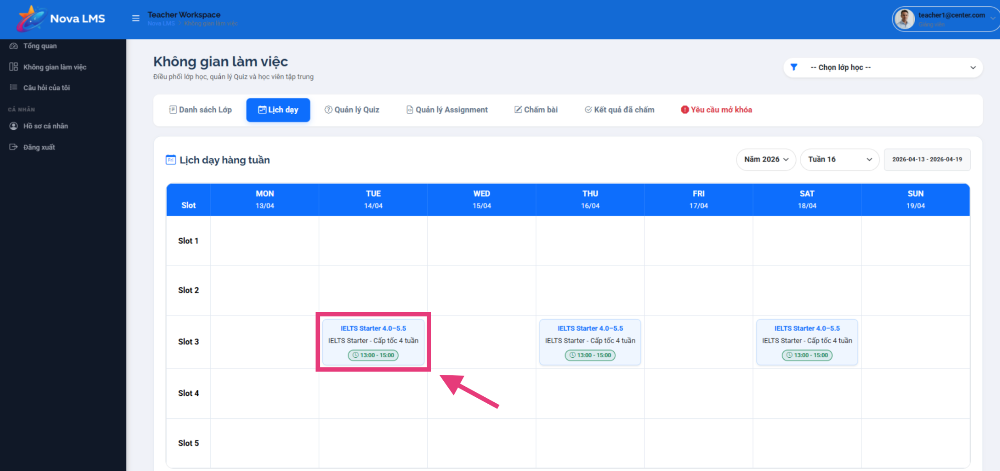 Nova LMS
Teacher Workspace
Nova LMS > Không gian làm việc
teacher1@center.com
Giảng viên
Tổng quan
Không gian làm việc
Câu hỏi của tôi
CÁ NHÂN
Hồ sơ cá nhân
Đăng xuất
Không gian làm việc
Điều phối lớp học, quản lý Quiz và học viên tập trung
-- Chọn lớp học --
Danh sách Lớp
Lịch dạy
Quản lý Quiz
Quản lý Assignment
Chấm bài
Kết quả đã chấm
Yêu cầu mở khóa
Fri
Lịch dạy hàng tuần
Năm 2026
Tuần 16
2026-04-13 - 2026-04-19
Slot
MON
13/04
TUE
14/04
WED
15/04
THU
16/04
FRI
17/04
SAT
18/04
SUN
19/04
Slot 1
Slot 2
Slot 3
IELTS Starter 4.0–5.5
IELTS Starter - Cấp tốc 4 tuần
13:00 - 15:00
IELTS Starter 4.0–5.5
IELTS Starter - Cấp tốc 4 tuần
13:00 - 15:00
IELTS Starter 4.0–5.5
IELTS Starter - Cấp tốc 4 tuần
13:00 - 15:00
Slot 4
Slot 5